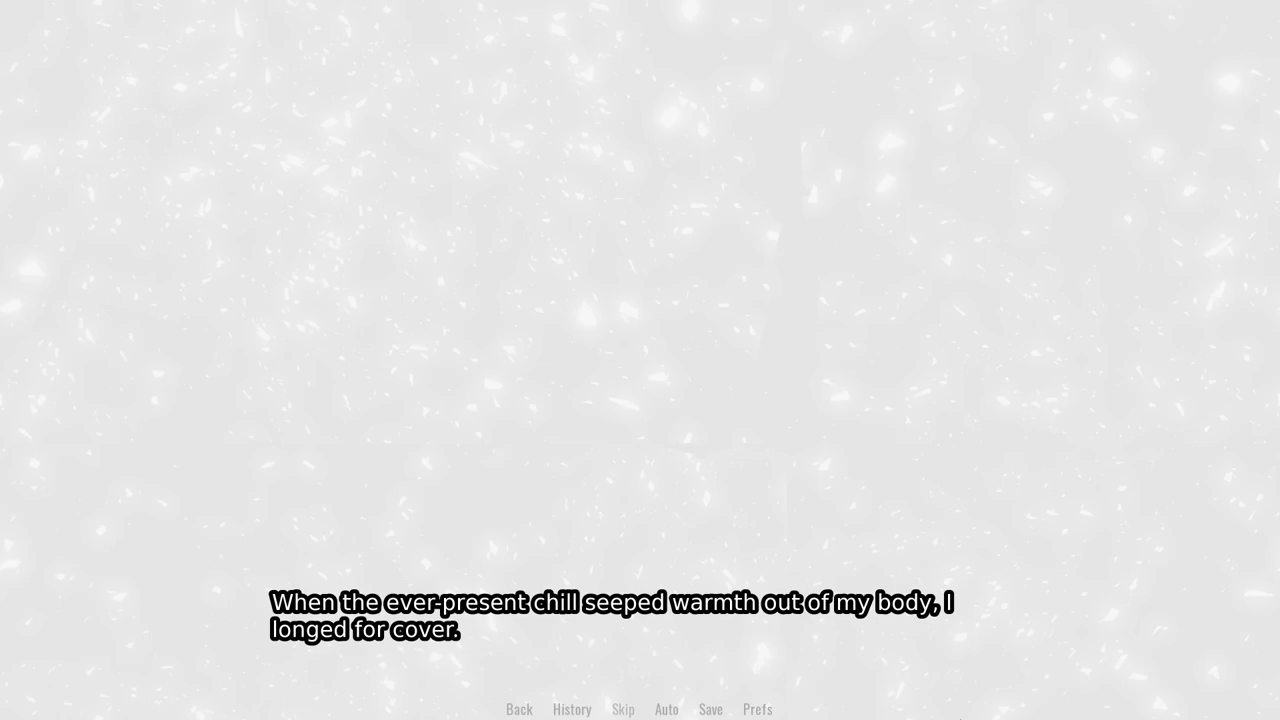 When the ever-present chill seeped warmth out of my body, I
longed for cover.
Back History Skip Auto Save Prefs